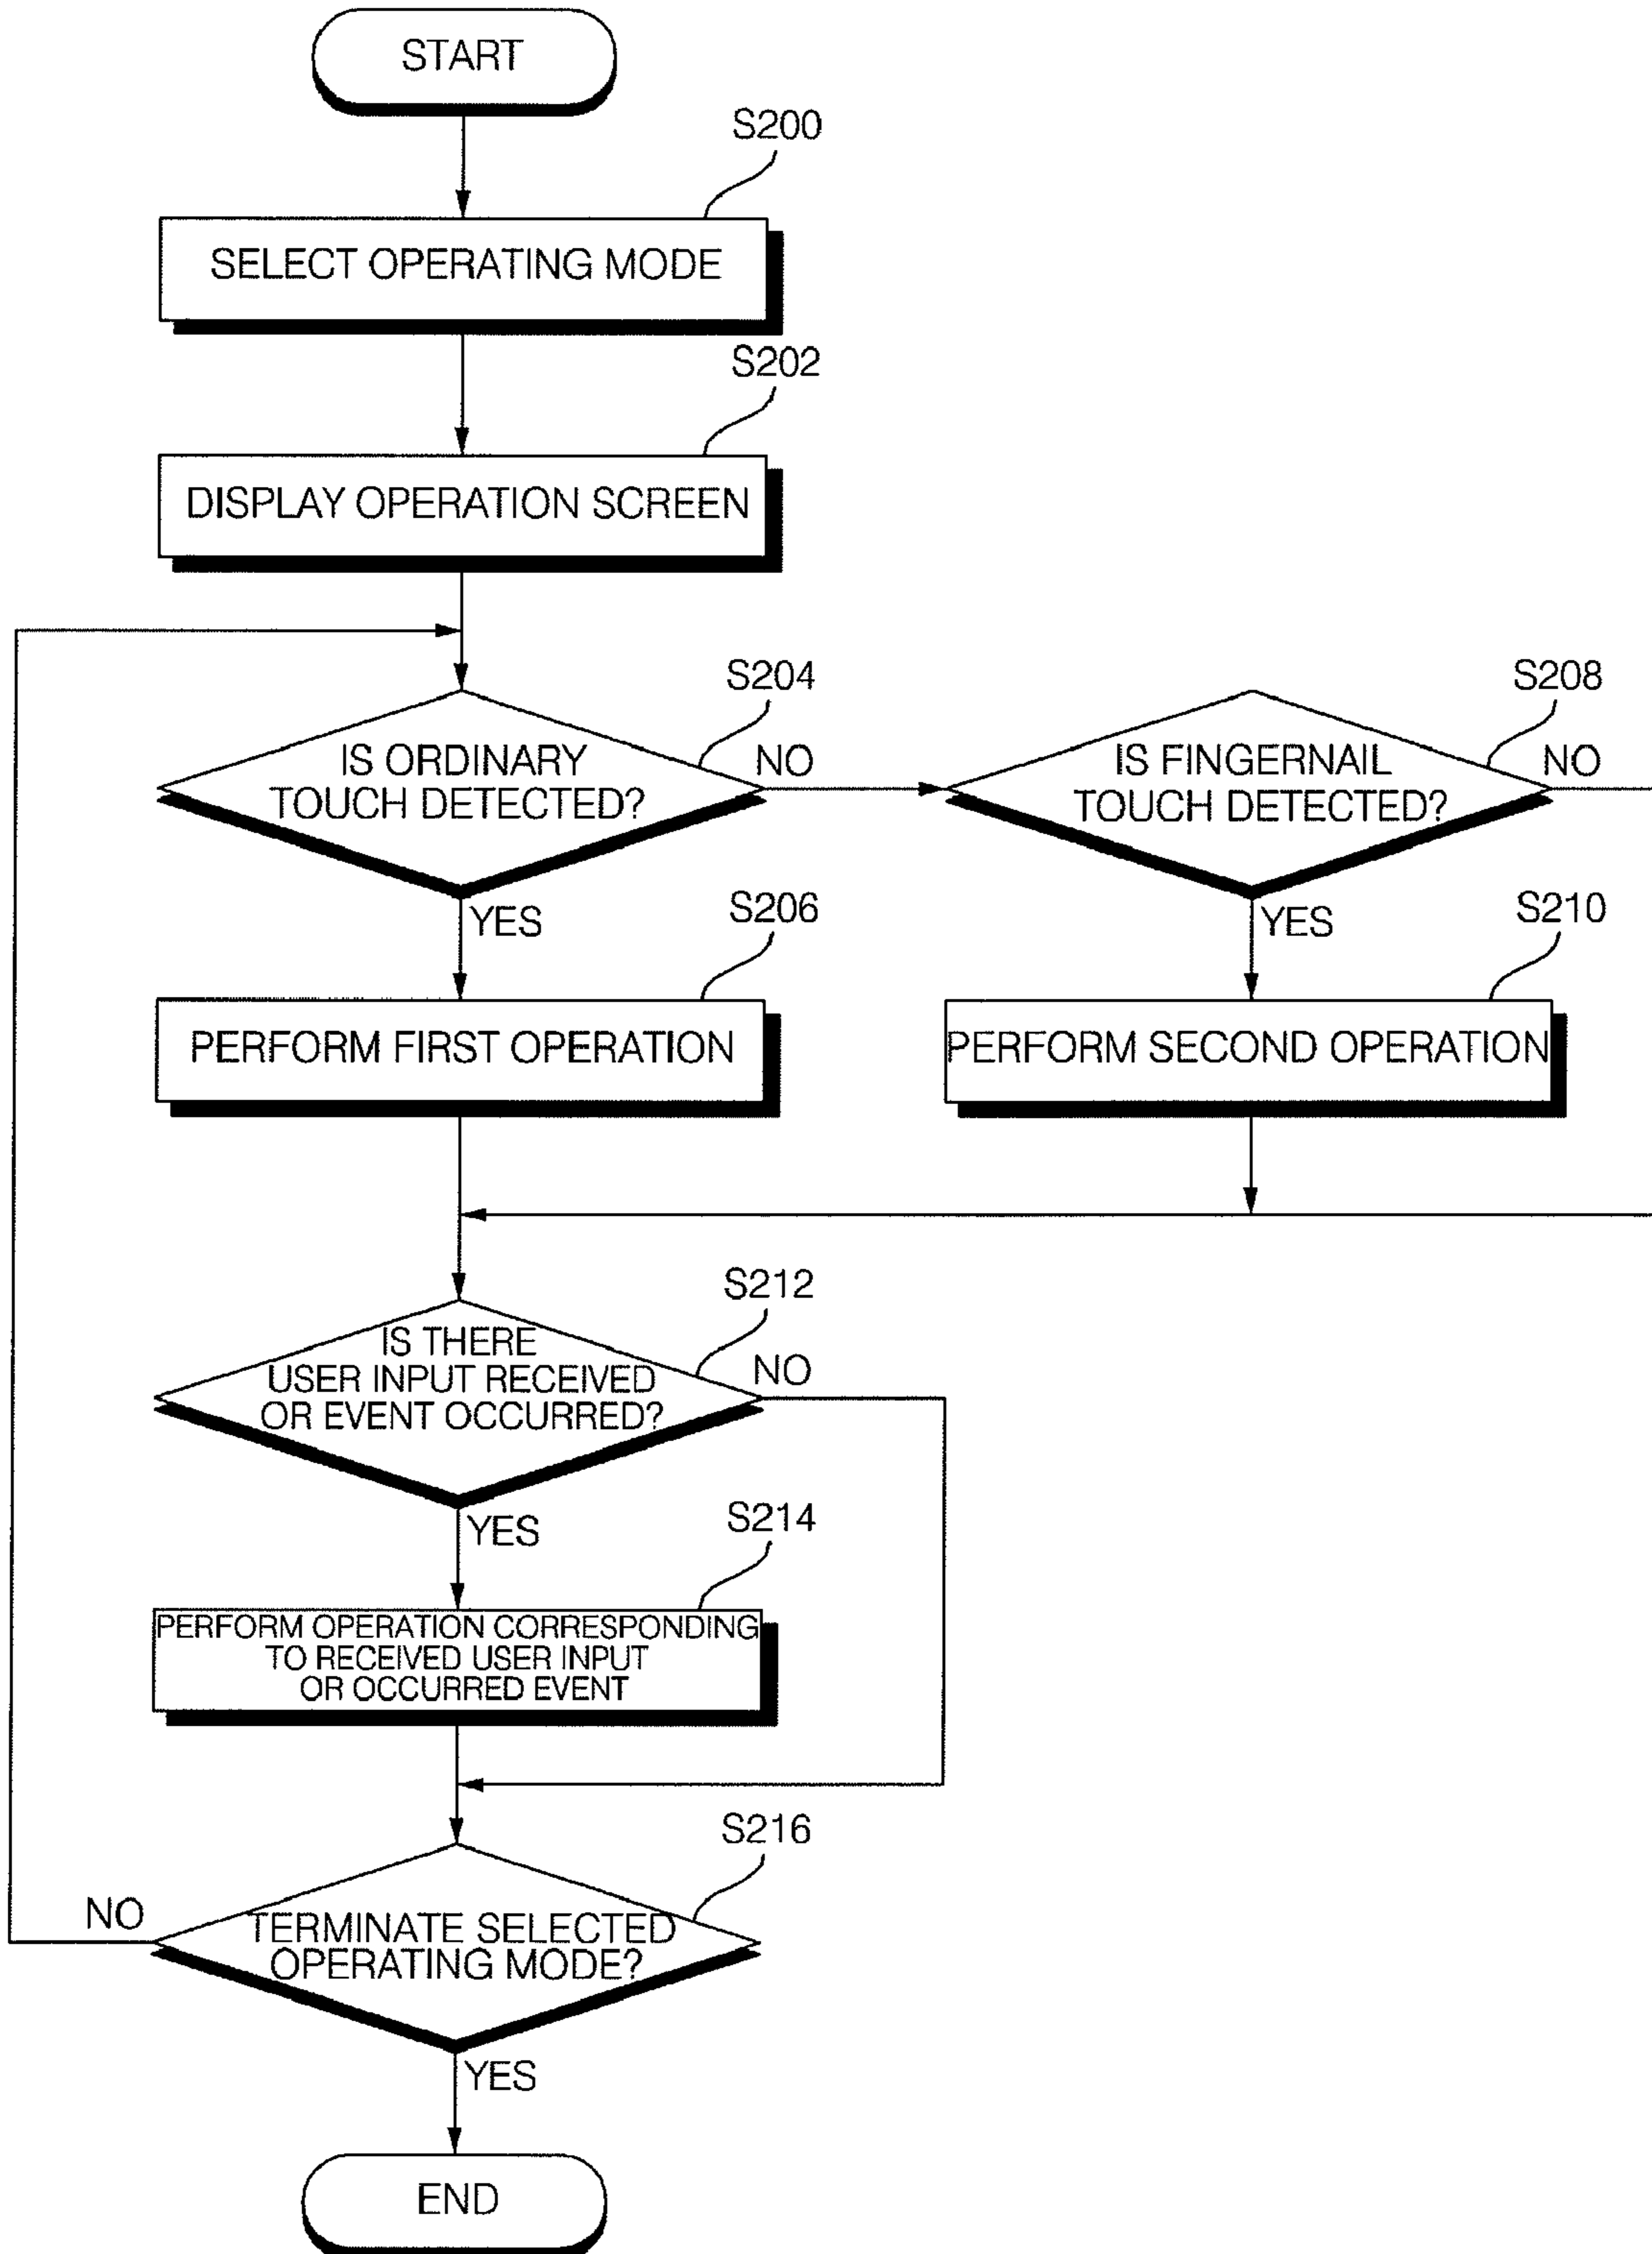 START
S200
SELECT OPERATING MODE
S202
DISPLAY OPERATION SCREEN
S204
IS ORDINARY
TOUCH DETECTED?
NO
YES
S208
IS FINGERNAIL
TOUCH DETECTED?
NO
YES
S206
PERFORM FIRST OPERATION
S210
PERFORM SECOND OPERATION
S212
IS THERE
USER INPUT RECEIVED
OR EVENT OCCURRED?
NO
YES
S214
PERFORM OPERATION CORRESPONDING
TO RECEIVED USER INPUT
OR OCCURRED EVENT
S216
TERMINATE SELECTED
OPERATING MODE?
NO
YES
END